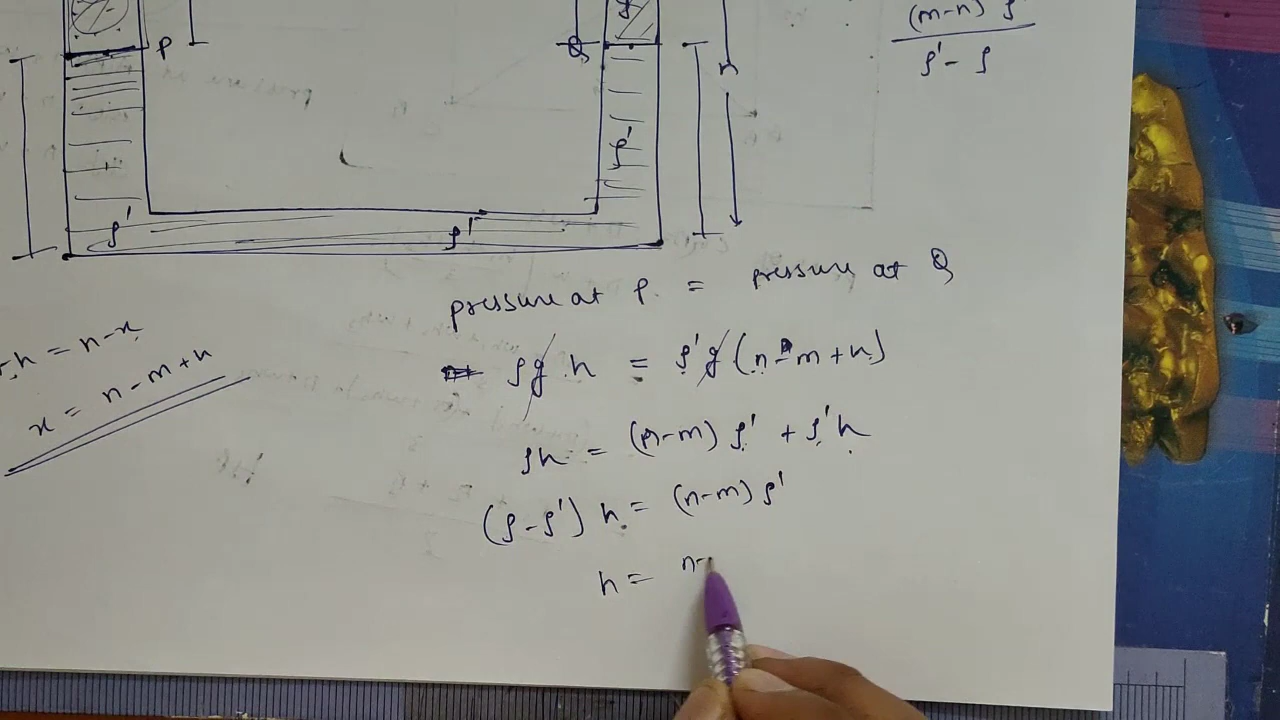 (m-n) ρ'
ρ' - ρ
P
Q
n
ρ'
ρ'
ρ'
pressure at P = pressure at Q
ρg h = ρ'g (n-m+h)
ρh = (n-m) ρ' + ρ'h
(ρ-ρ') h = (n-m) ρ'
h = n-
-h = n-x
x = n-m+h